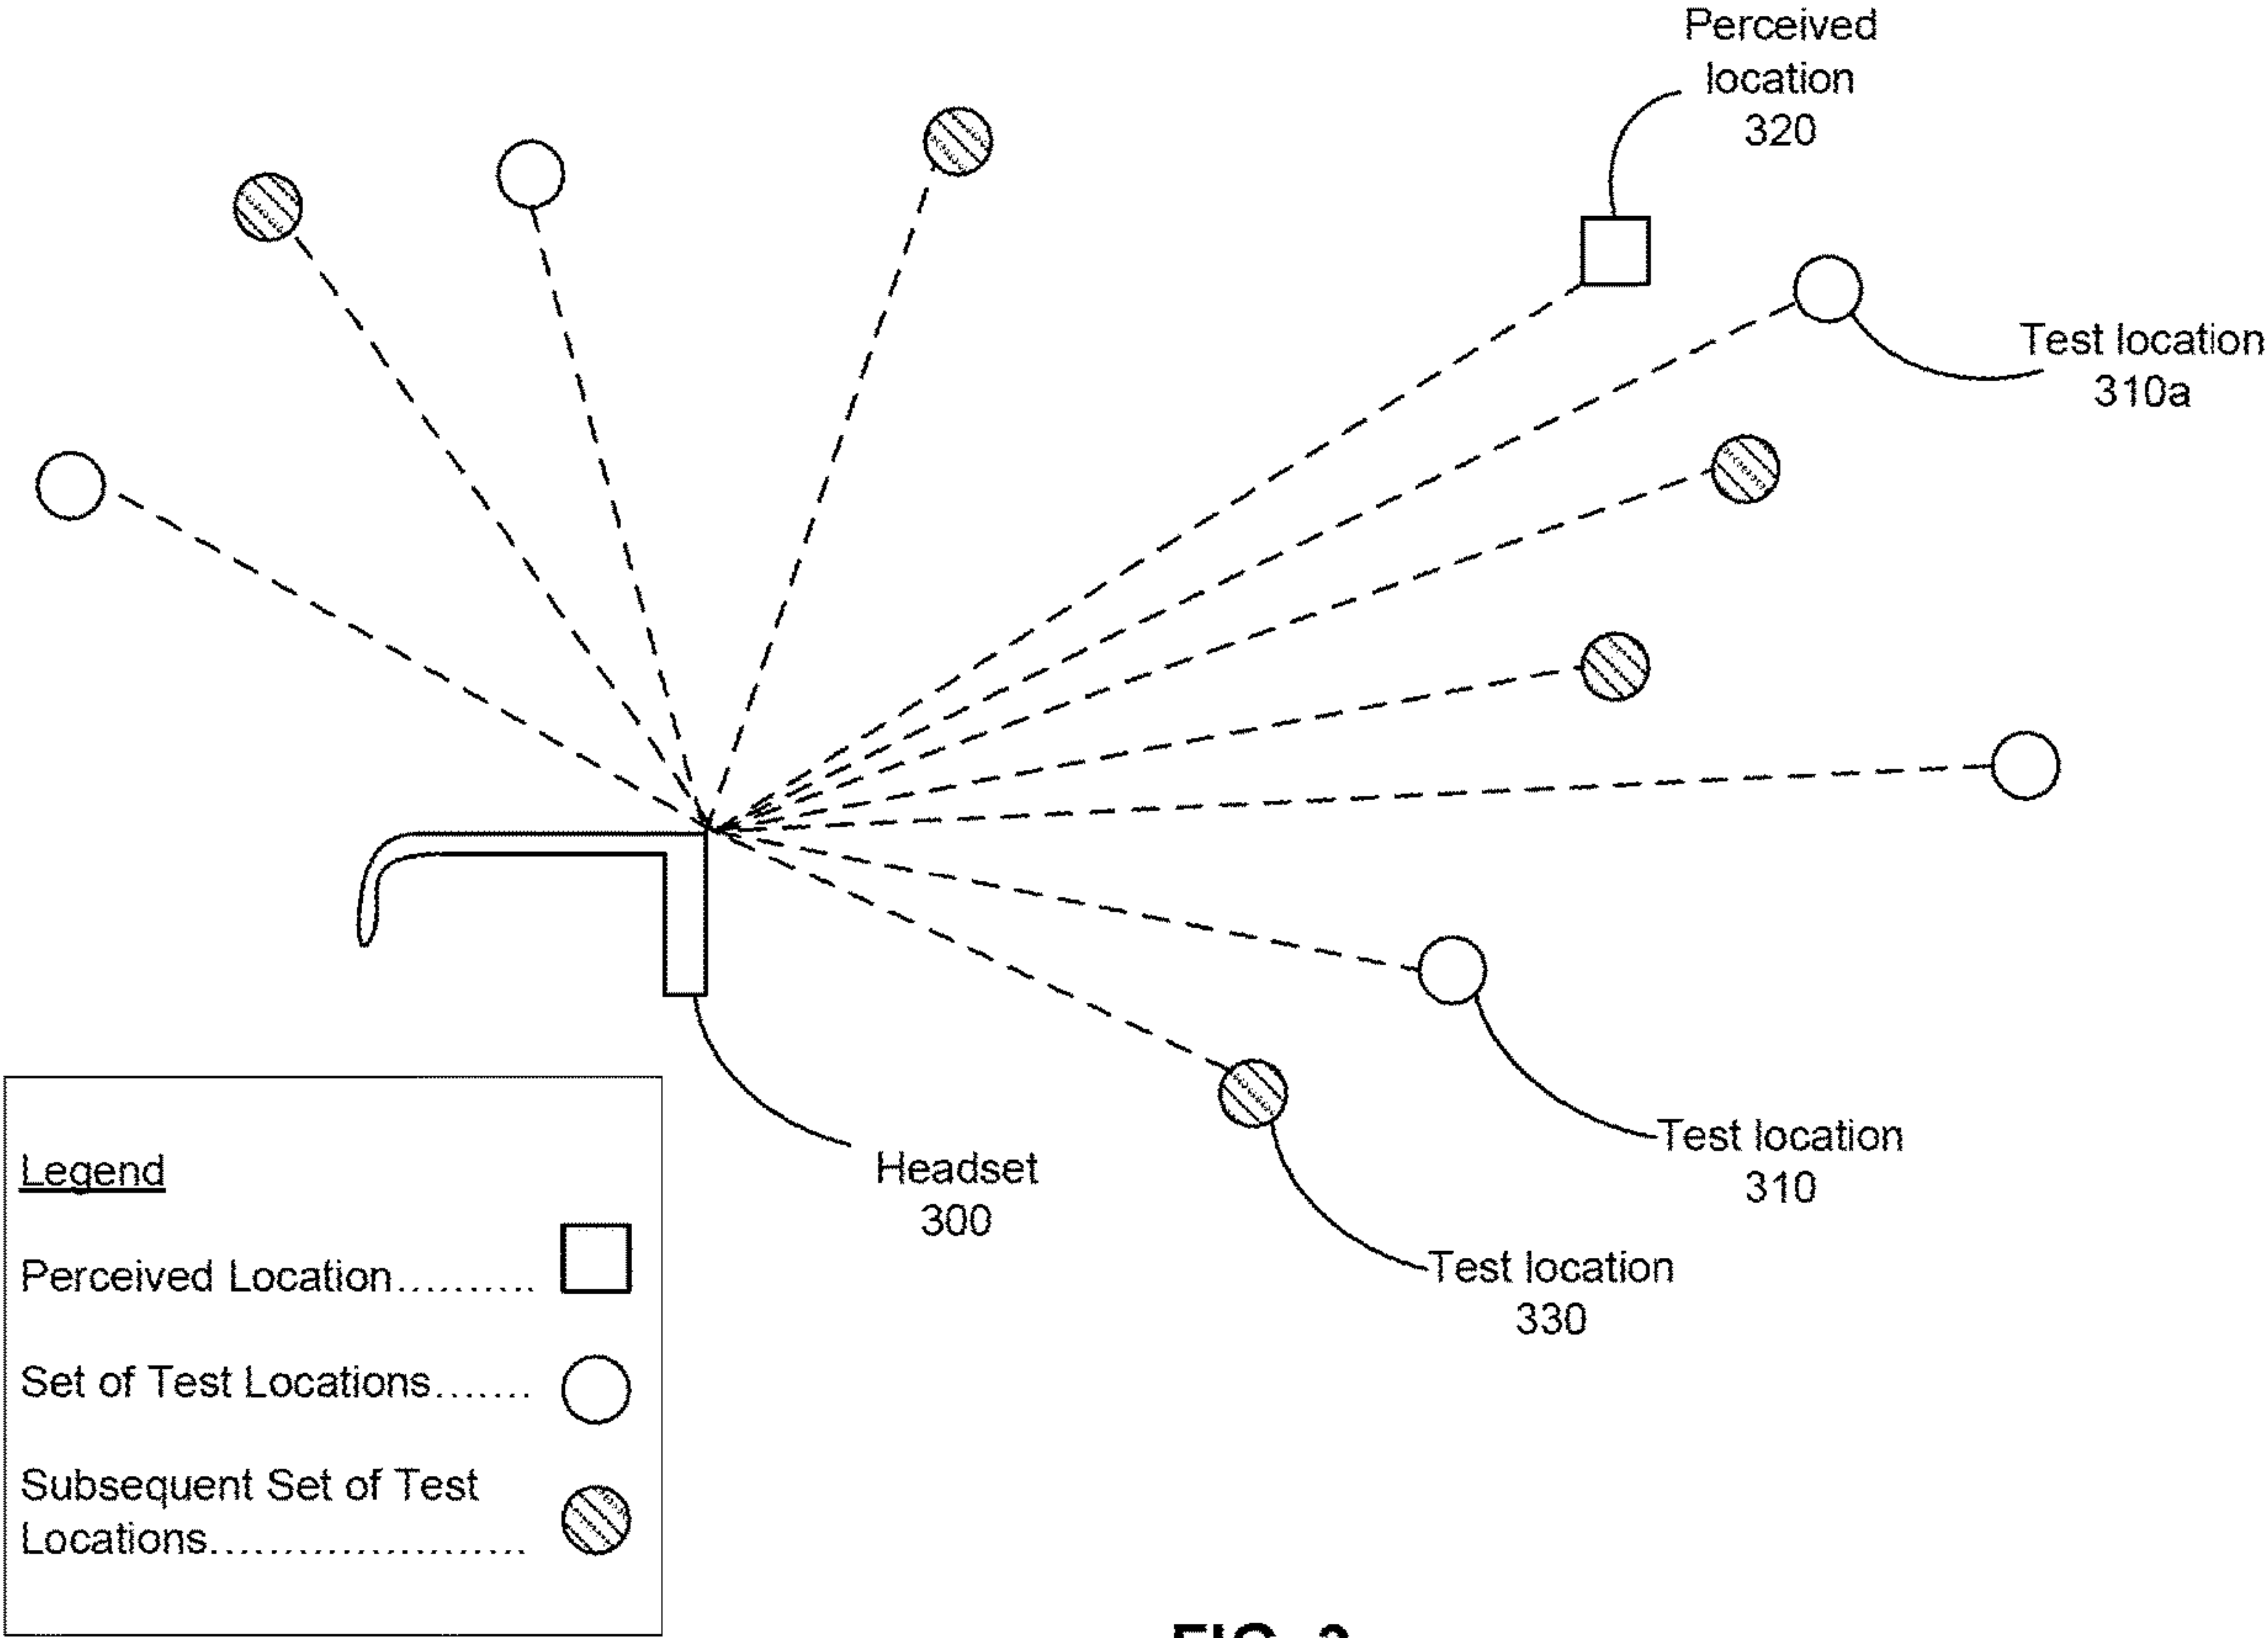 Perceived
location
320
Test location
310a
Test location
310
Headset
300
Test location
330
Legend
Perceived Location..........
Set of Test Locations.......
Subsequent Set of Test
Locations......................